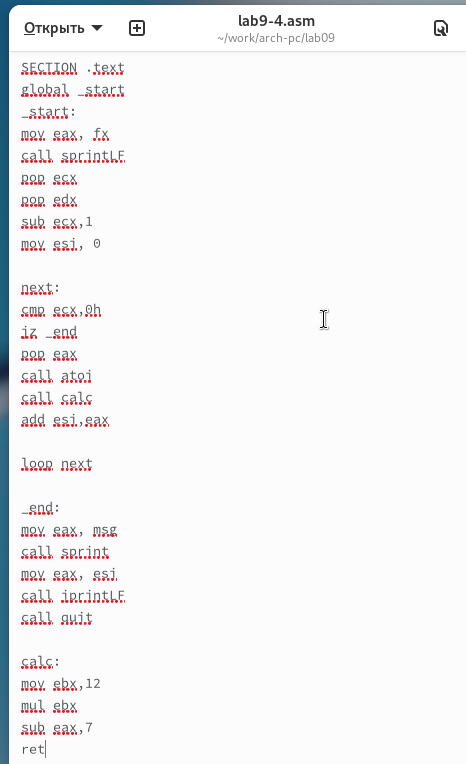 Открыть
lab9-4.asm
~/work/arch-pc/lab09
SECTION .text
global _start
_start:
mov eax, fx
call sprintLF
pop ecx
pop edx
sub ecx,1
mov esi, 0
next:
cmp ecx,0h
jz _end
pop eax
call atoi
call calc
add esi,eax
loop next
_end:
mov eax, msg
call sprint
mov eax, esi
call iprintLF
call quit
calc:
mov ebx,12
mul ebx
sub eax,7
ret